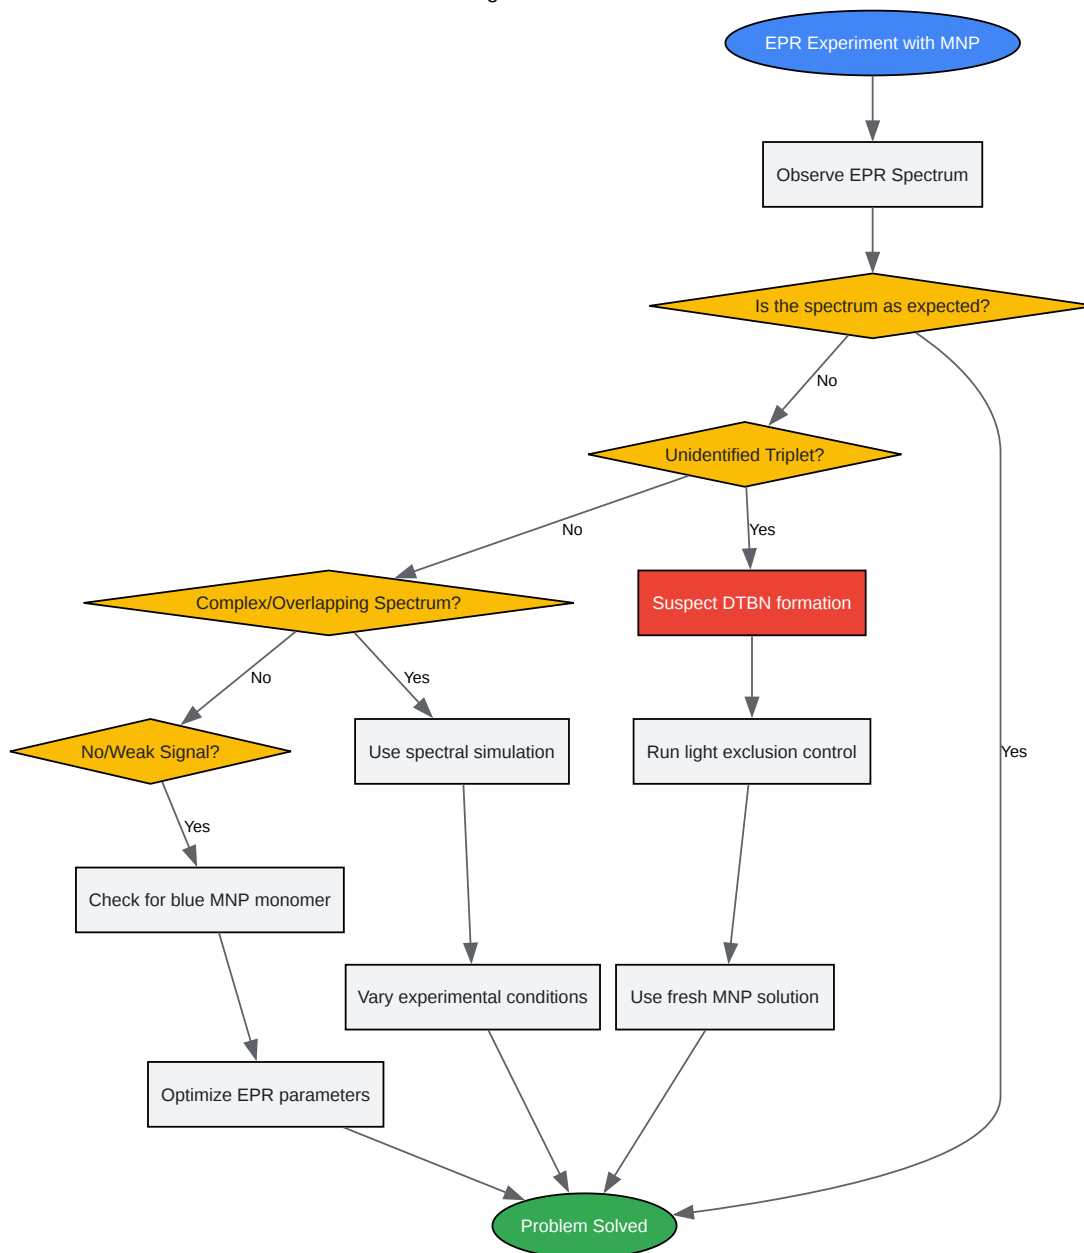 EPR Experiment with MNP
Observe EPR Spectrum
Is the spectrum as expected?
No
Unidentified Triplet?
No
Yes
Complex/Overlapping Spectrum?
Suspect DTBN formation
No
Yes
No/Weak Signal?
Use spectral simulation
Run light exclusion control
Yes
Yes
Check for blue MNP monomer
Vary experimental conditions
Use fresh MNP solution
Optimize EPR parameters
Problem Solved